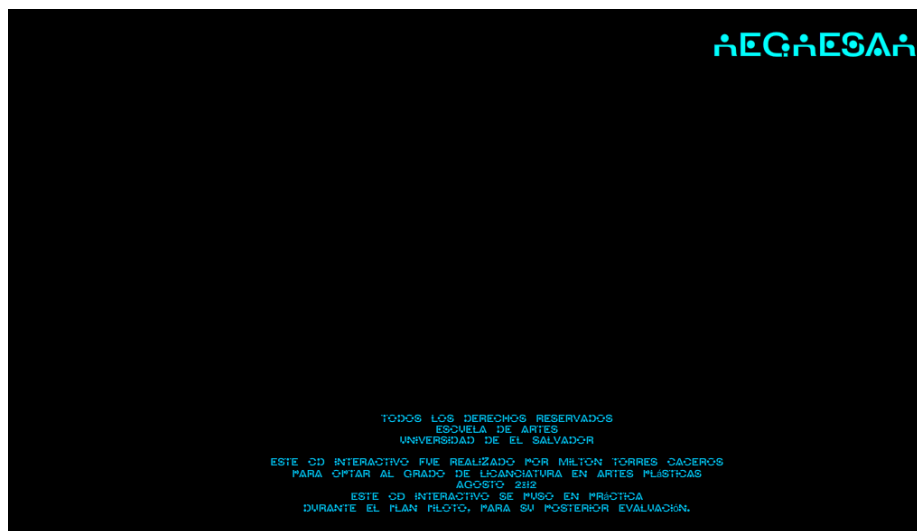 REGRESAR
TODOS LOS DERECHOS RESERVADOS
ESCUELA DE ARTES
UNIVERSIDAD DE EL SALVADOR
ESTE CD INTERACTIVO FUE REALIZADO POR MILTON TORRES CACEROS
PARA OPTAR AL GRADO DE LICANCIATURA EN ARTES PLÁSTICAS
AGOSTO 2012
ESTE CD INTERACTIVO SE PUSO EN PRÁCTICA
DURANTE EL PLAN PILOTO, PARA SU POSTERIOR EVALUACIÓN.